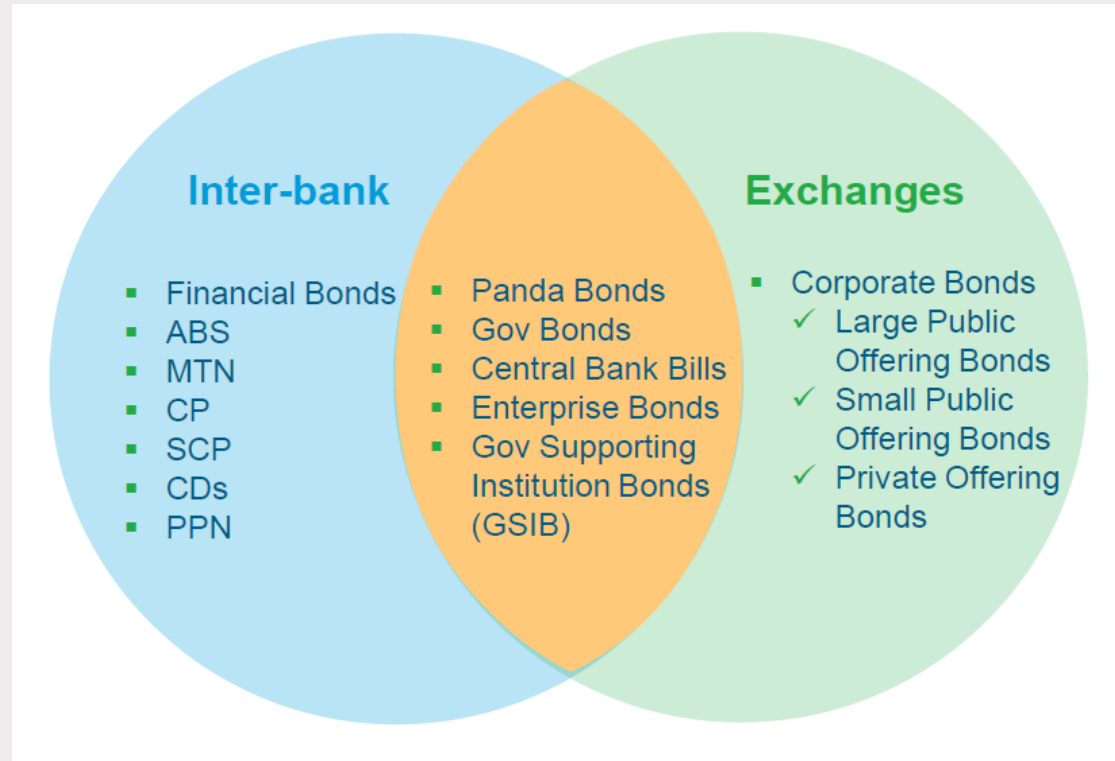 Inter-bank
▪ Financial Bonds
▪ ABS
▪ MTN
▪ CP
▪ SCP
▪ CDs
▪ PPN
▪ Panda Bonds
▪ Gov Bonds
▪ Central Bank Bills
▪ Enterprise Bonds
▪ Gov Supporting
Institution Bonds
(GSIB)
Exchanges
▪ Corporate Bonds
✓ Large Public
Offering Bonds
✓ Small Public
Offering Bonds
✓ Private Offering
Bonds